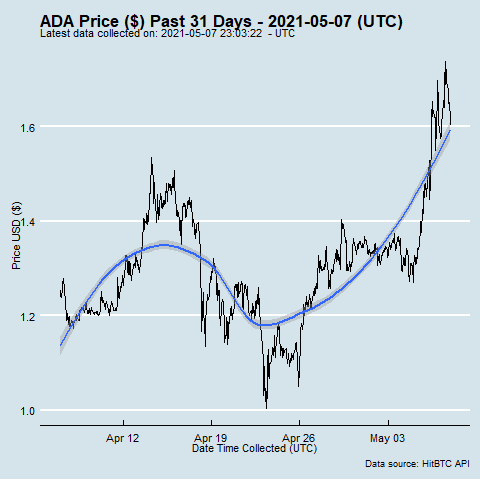 ADA Price ($) Past 31 Days - 2021-05-07 (UTC)
Latest data collected on: 2021-05-07 23:03:22  - UTC
Price USD ($)
1.6
1.4
1.2
1.0
Apr 12 Apr 19 Apr 26 May 03
Date Time Collected (UTC)
Data source: HitBTC API